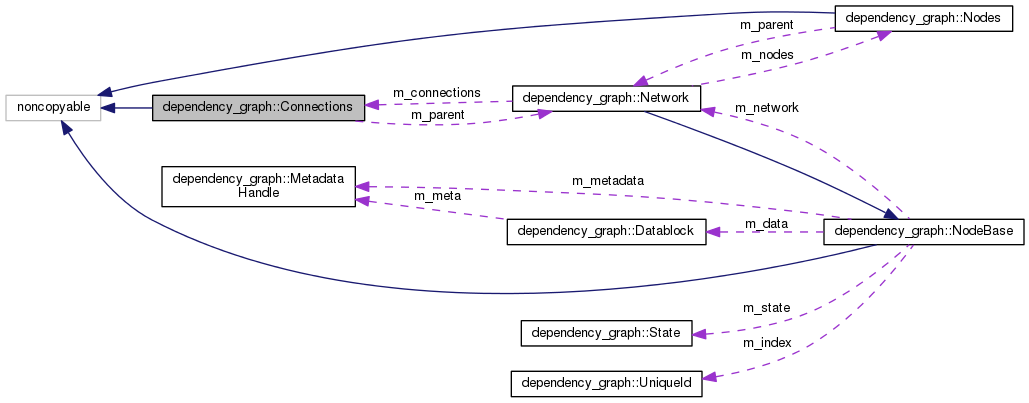 dependency_graph::Nodes
m_parent
m_nodes
m_connections
dependency_graph::Network
noncopyable
dependency_graph::Connections
m_parent
m_network
dependency_graph::Metadata
Handle
m_metadata
m_meta
m_data
dependency_graph::Datablock
dependency_graph::NodeBase
m_state
dependency_graph::State
m_index
dependency_graph::UniqueId